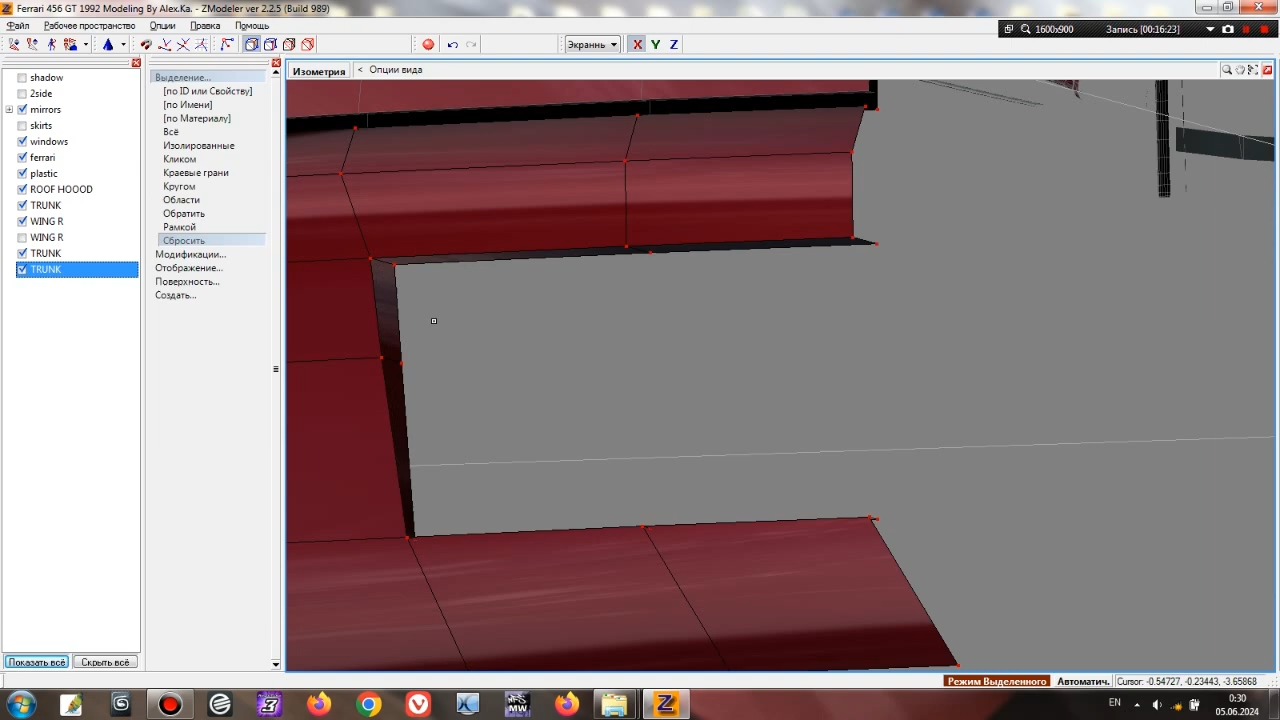 Ferrari 456 GT 1992 Modeling By Alex.Ka. - ZModeler ver 2.2.5 (Build 989)
Файл Рабочее пространство Опции Правка Помощь
1600x900 Запись [00:16:23]
Экраннь X Y Z
shadow
2side
mirrors
skirts
windows
ferrari
plastic
ROOF HOOOD
TRUNK
WING R
WING R
TRUNK
TRUNK
Показать всё Скрыть всё
Выделение...
[по ID или Свойству]
[по Имени]
[по Материалу]
Всё
Изолированные
Кликом
Краевые грани
Кругом
Области
Обратить
Рамкой
Сбросить
Модификации...
Отображение...
Поверхность...
Создать...
Изометрия < Опции вида
Режим Выделенного Автоматич. Cursor: -0.54727, -0.23443, -3.65868
EN 0:30
05.06.2024